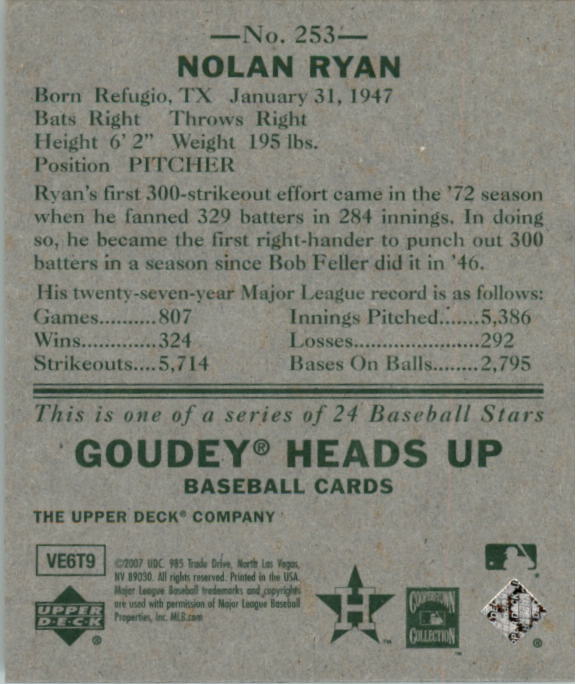 —No. 253—
NOLAN RYAN
Born Refugio, TX January 31, 1947
Bats Right Throws Right
Height 6' 2" Weight 195 lbs.
Position PITCHER
Ryan's first 300-strikeout effort came in the '72 season
when he fanned 329 batters in 284 innings. In doing
so, he became the first right-hander to punch out 300
batters in a season since Bob Feller did it in '46.
His twenty-seven-year Major League record is as follows:
Games..........807 Innings Pitched.......5,386
Wins............324 Losses.......................292
Strikeouts....5,714 Bases On Balls........2,795
This is one of a series of 24 Baseball Stars
GOUDEY® HEADS UP
BASEBALL CARDS
THE UPPER DECK® COMPANY
VE6T9
©2007 UDC. 985 Trade Drive, North Las Vegas,
NV 89030. All rights reserved. Printed in the USA.
Major League Baseball trademarks and copyrights
are used with permission of Major League Baseball
Properties, Inc. MLB.com
UPPER
DECK
®
H
™
COOPERSTOWN
COLLECTION
™
®